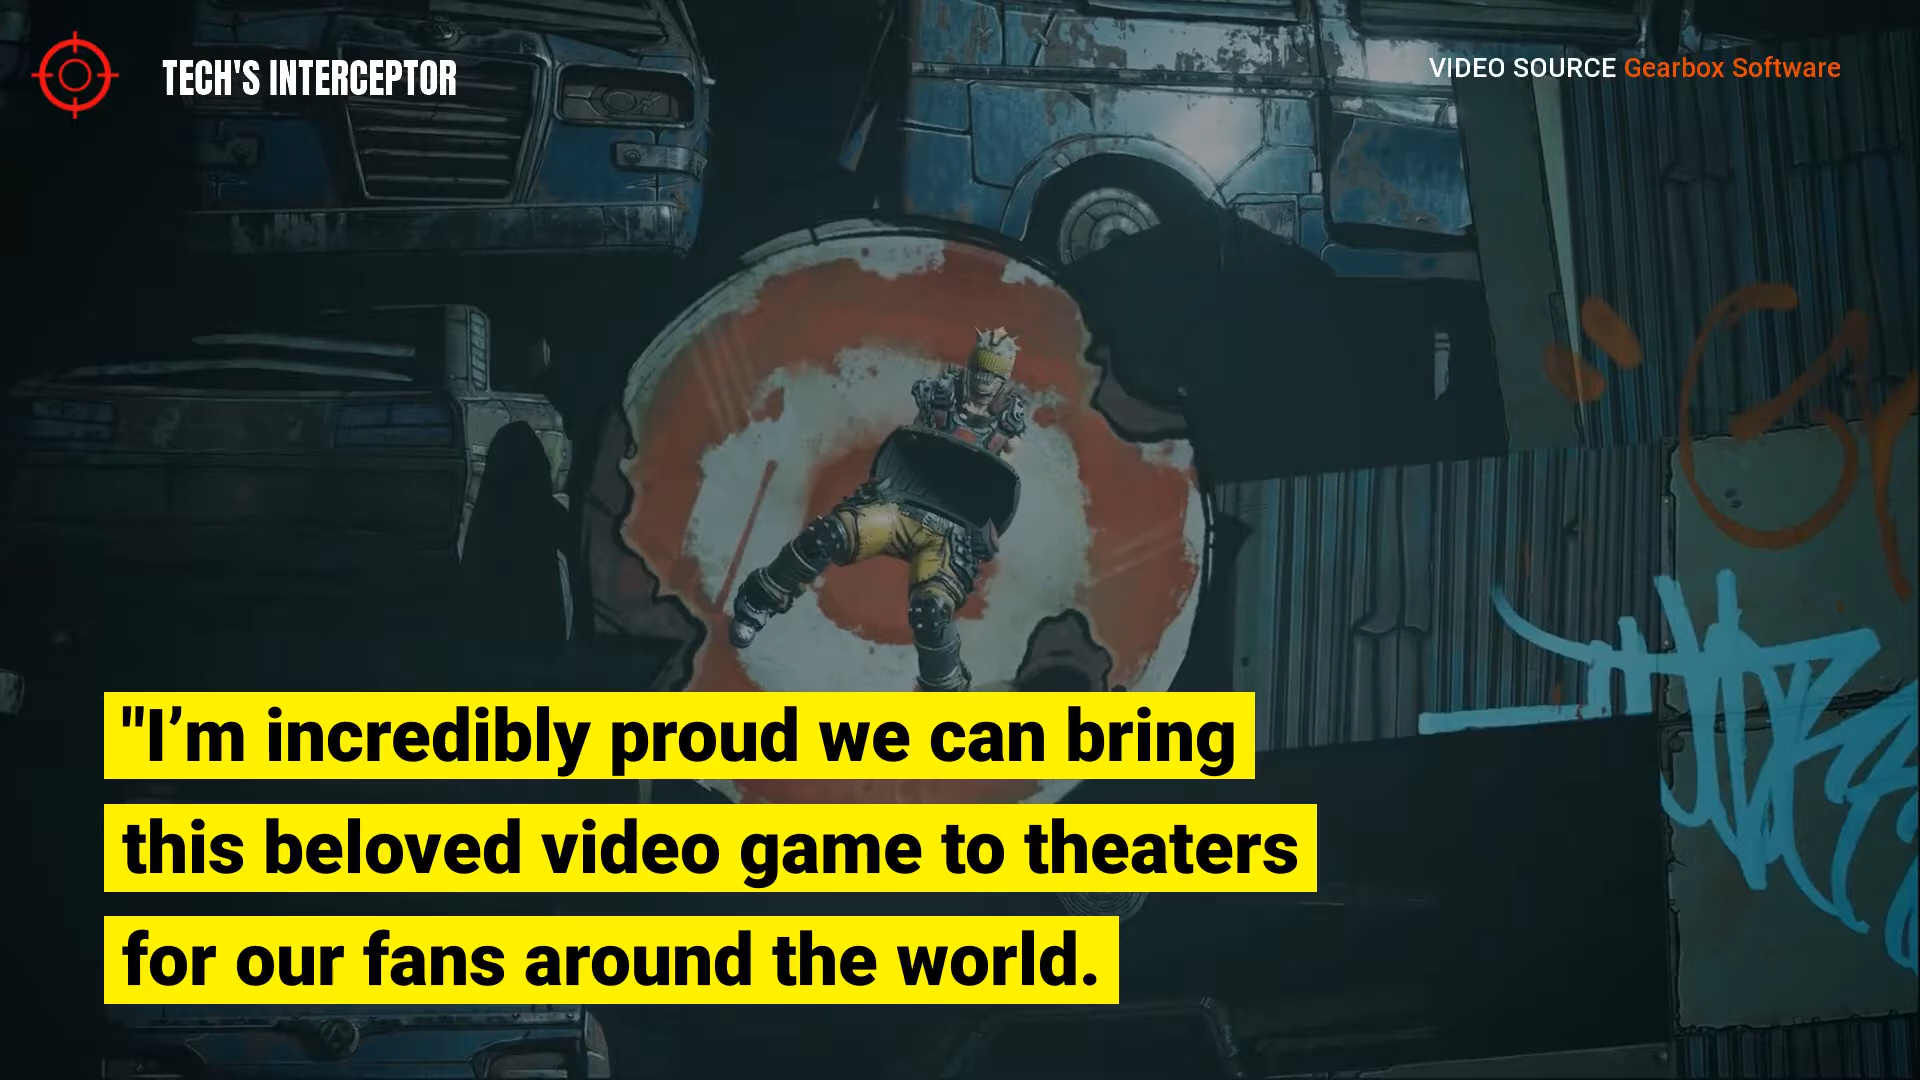 TECH'S INTERCEPTOR
VIDEO SOURCE Gearbox Software
"I’m incredibly proud we can bring
this beloved video game to theaters
for our fans around the world.